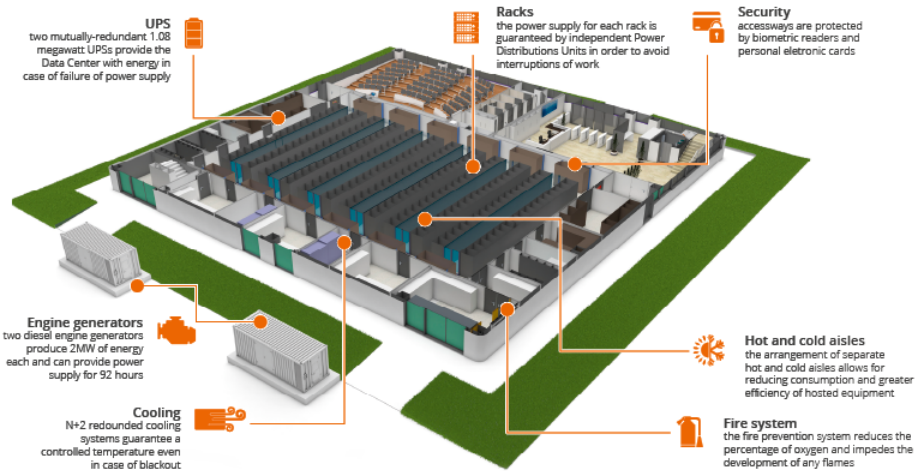 UPS
two mutually-redundant 1.08
megawatt UPSs provide the
Data Center with energy in
case of failure of power supply
Racks
the power supply for each rack is
guaranteed by independent Power
Distributions Units in order to avoid
interruptions of work
Security
accessways are protected
by biometric readers and
personal eletronic cards
Engine generators
two diesel engine generators
produce 2MW of energy
each and can provide power
supply for 92 hours
Cooling
N+2 redounded cooling
systems guarantee a
controlled temperature even
in case of blackout
Hot and cold aisles
the arrangement of separate
hot and cold aisles allows for
reducing consumption and greater
efficiency of hosted equipment
Fire system
the fire prevention system reduces the
percentage of oxygen and impedes the
development of any flames